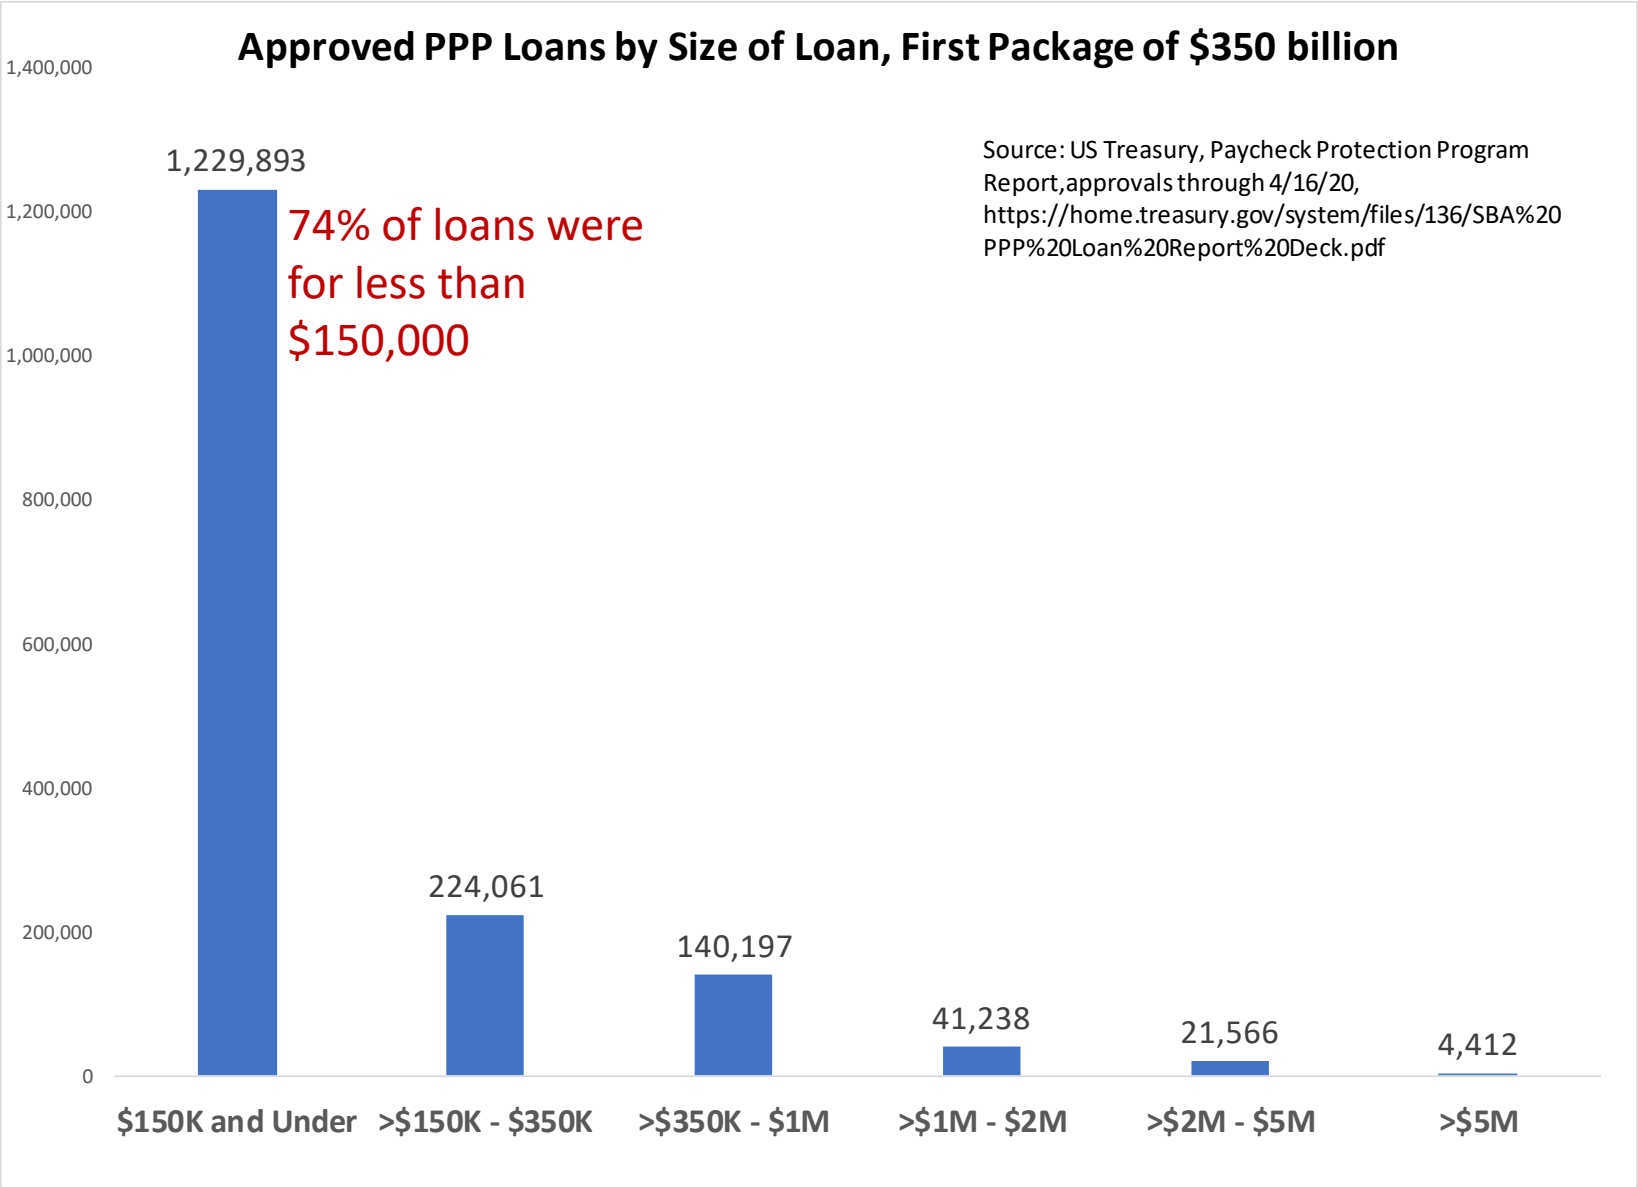 Approved PPP Loans by Size of Loan, First Package of $350 billion
1,400,000
1,200,000
1,000,000
800,000
600,000
400,000
200,000
0
Source: US Treasury, Paycheck Protection Program
Report,approvals through 4/16/20,
https://home.treasury.gov/system/files/136/SBA%20
PPP%20Loan%20Report%20Deck.pdf
1,229,893
74% of loans were
for less than
$150,000
224,061
140,197
41,238
21,566
4,412
$150K and Under
>$150K - $350K
>$350K - $1M
>$1M - $2M
>$2M - $5M
>$5M